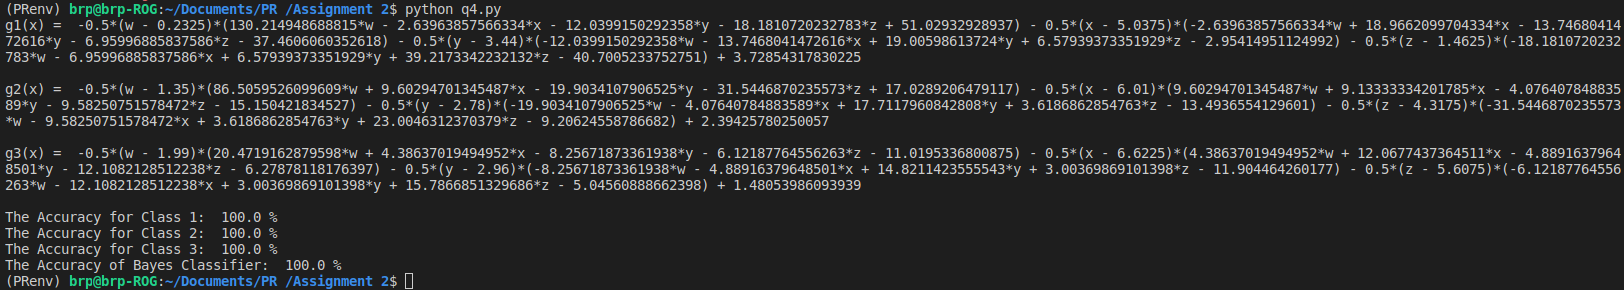 (PRenv) brp@brp-ROG:~/Documents/PR /Assignment 2$ python q4.py
g1(x) =  -0.5*(w - 0.2325)*(130.214948688815*w - 2.63963857566334*x - 12.0399150292358*y - 18.1810720232783*z + 51.02932928937) - 0.5*(x - 5.0375)*(-2.63963857566334*w + 18.9662099704334*x - 13.74680414
72616*y - 6.95996885837586*z - 37.4606060352618) - 0.5*(y - 3.44)*(-12.0399150292358*w - 13.7468041472616*x + 19.00598613724*y + 6.57939373351929*z - 2.95414951124992) - 0.5*(z - 1.4625)*(-18.1810720232
783*w - 6.95996885837586*x + 6.57939373351929*y + 39.2173342232132*z - 40.7005233752751) + 3.72854317830225
g2(x) =  -0.5*(w - 1.35)*(86.5059526099609*w + 9.60294701345487*x - 19.9034107906525*y - 31.5446870235573*z + 17.0289206479117) - 0.5*(x - 6.01)*(9.60294701345487*w + 9.13333334201785*x - 4.076407048835
89*y - 9.58250751578472*z - 15.150421834527) - 0.5*(y - 2.78)*(-19.9034107906525*w - 4.07640784883589*x + 17.7117960842808*y + 3.6186862854763*z - 13.4936554129601) - 0.5*(z - 4.3175)*(-31.5446870235573
*w - 9.58250751578472*x + 3.6186862854763*y + 23.0046312370379*z - 9.20624558786682) + 2.39425780250057
g3(x) =  -0.5*(w - 1.99)*(20.4719162879598*w + 4.38637019494952*x - 8.25671873361938*y - 6.12187764556263*z - 11.0195336800875) - 0.5*(x - 6.6225)*(4.38637019494952*w + 12.0677437364511*x - 4.8891637964
8501*y - 12.1082128512238*z - 6.27878118176397) - 0.5*(y - 2.96)*(-8.25671873361938*w - 4.88916379648501*x + 14.8211423555543*y + 3.00369869101398*z - 11.904464260177) - 0.5*(z - 5.6075)*(-6.12187764556
263*w - 12.1082128512238*x + 3.00369869101398*y + 15.7866851329686*z - 5.04560888662398) + 1.48053986093939
The Accuracy for Class 1:  100.0 %
The Accuracy for Class 2:  100.0 %
The Accuracy for Class 3:  100.0 %
The Accuracy of Bayes Classifier:  100.0 %
(PRenv) brp@brp-ROG:~/Documents/PR /Assignment 2$